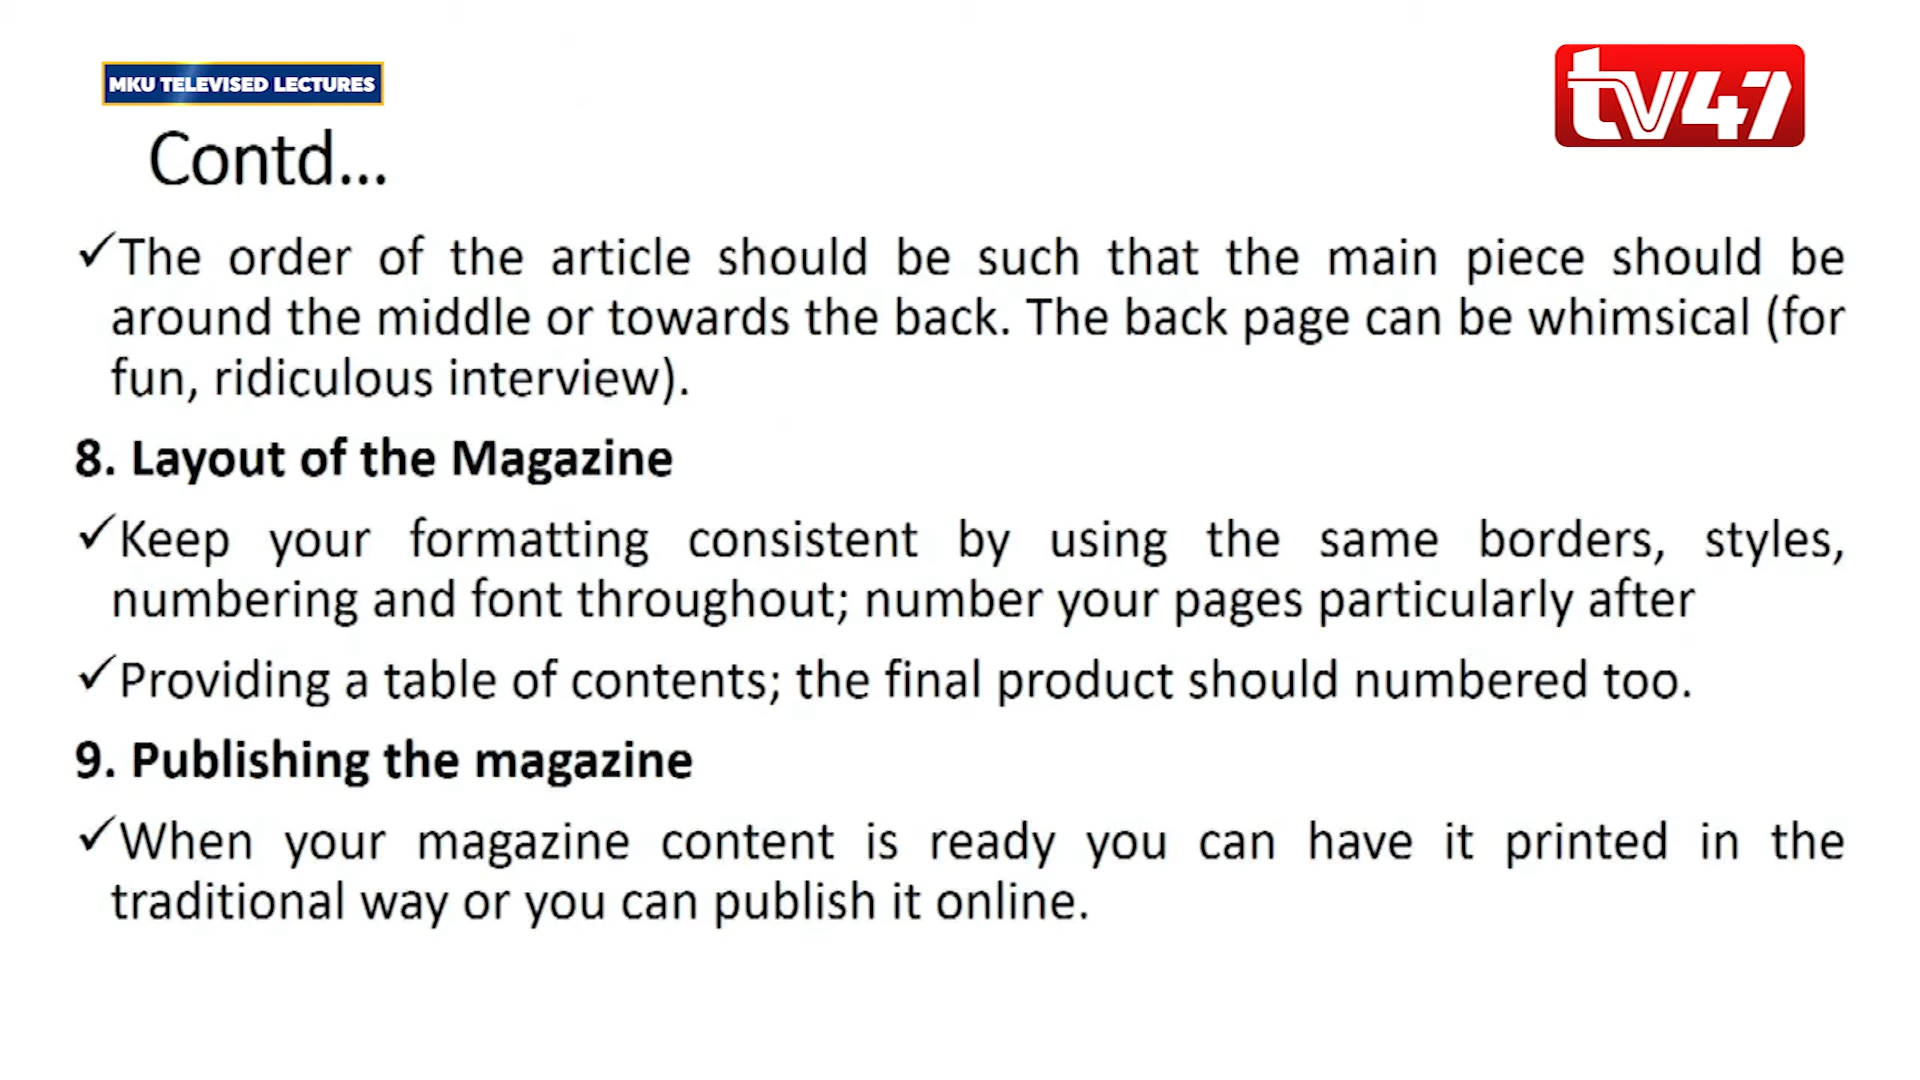 MKU TELEVISED LECTURES
tv47
Contd...
✓The order of the article should be such that the main piece should be
around the middle or towards the back. The back page can be whimsical (for
fun, ridiculous interview).
8. Layout of the Magazine
✓Keep your formatting consistent by using the same borders, styles,
numbering and font throughout; number your pages particularly after
✓Providing a table of contents; the final product should numbered too.
9. Publishing the magazine
✓When your magazine content is ready you can have it printed in the
traditional way or you can publish it online.